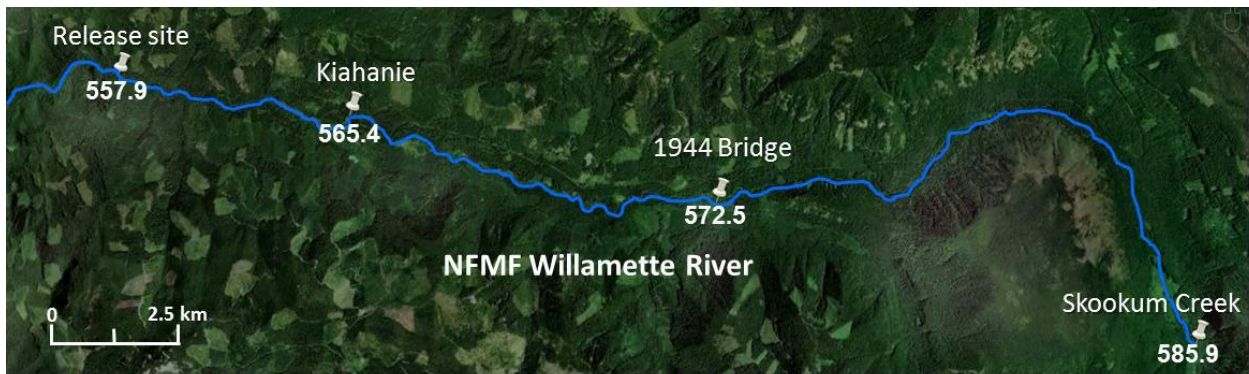 Release site
557.9
Kiahanie
565.4
1944 Bridge
572.5
NFMF Willamette River
Skookum Creek
585.9
0 2.5 km